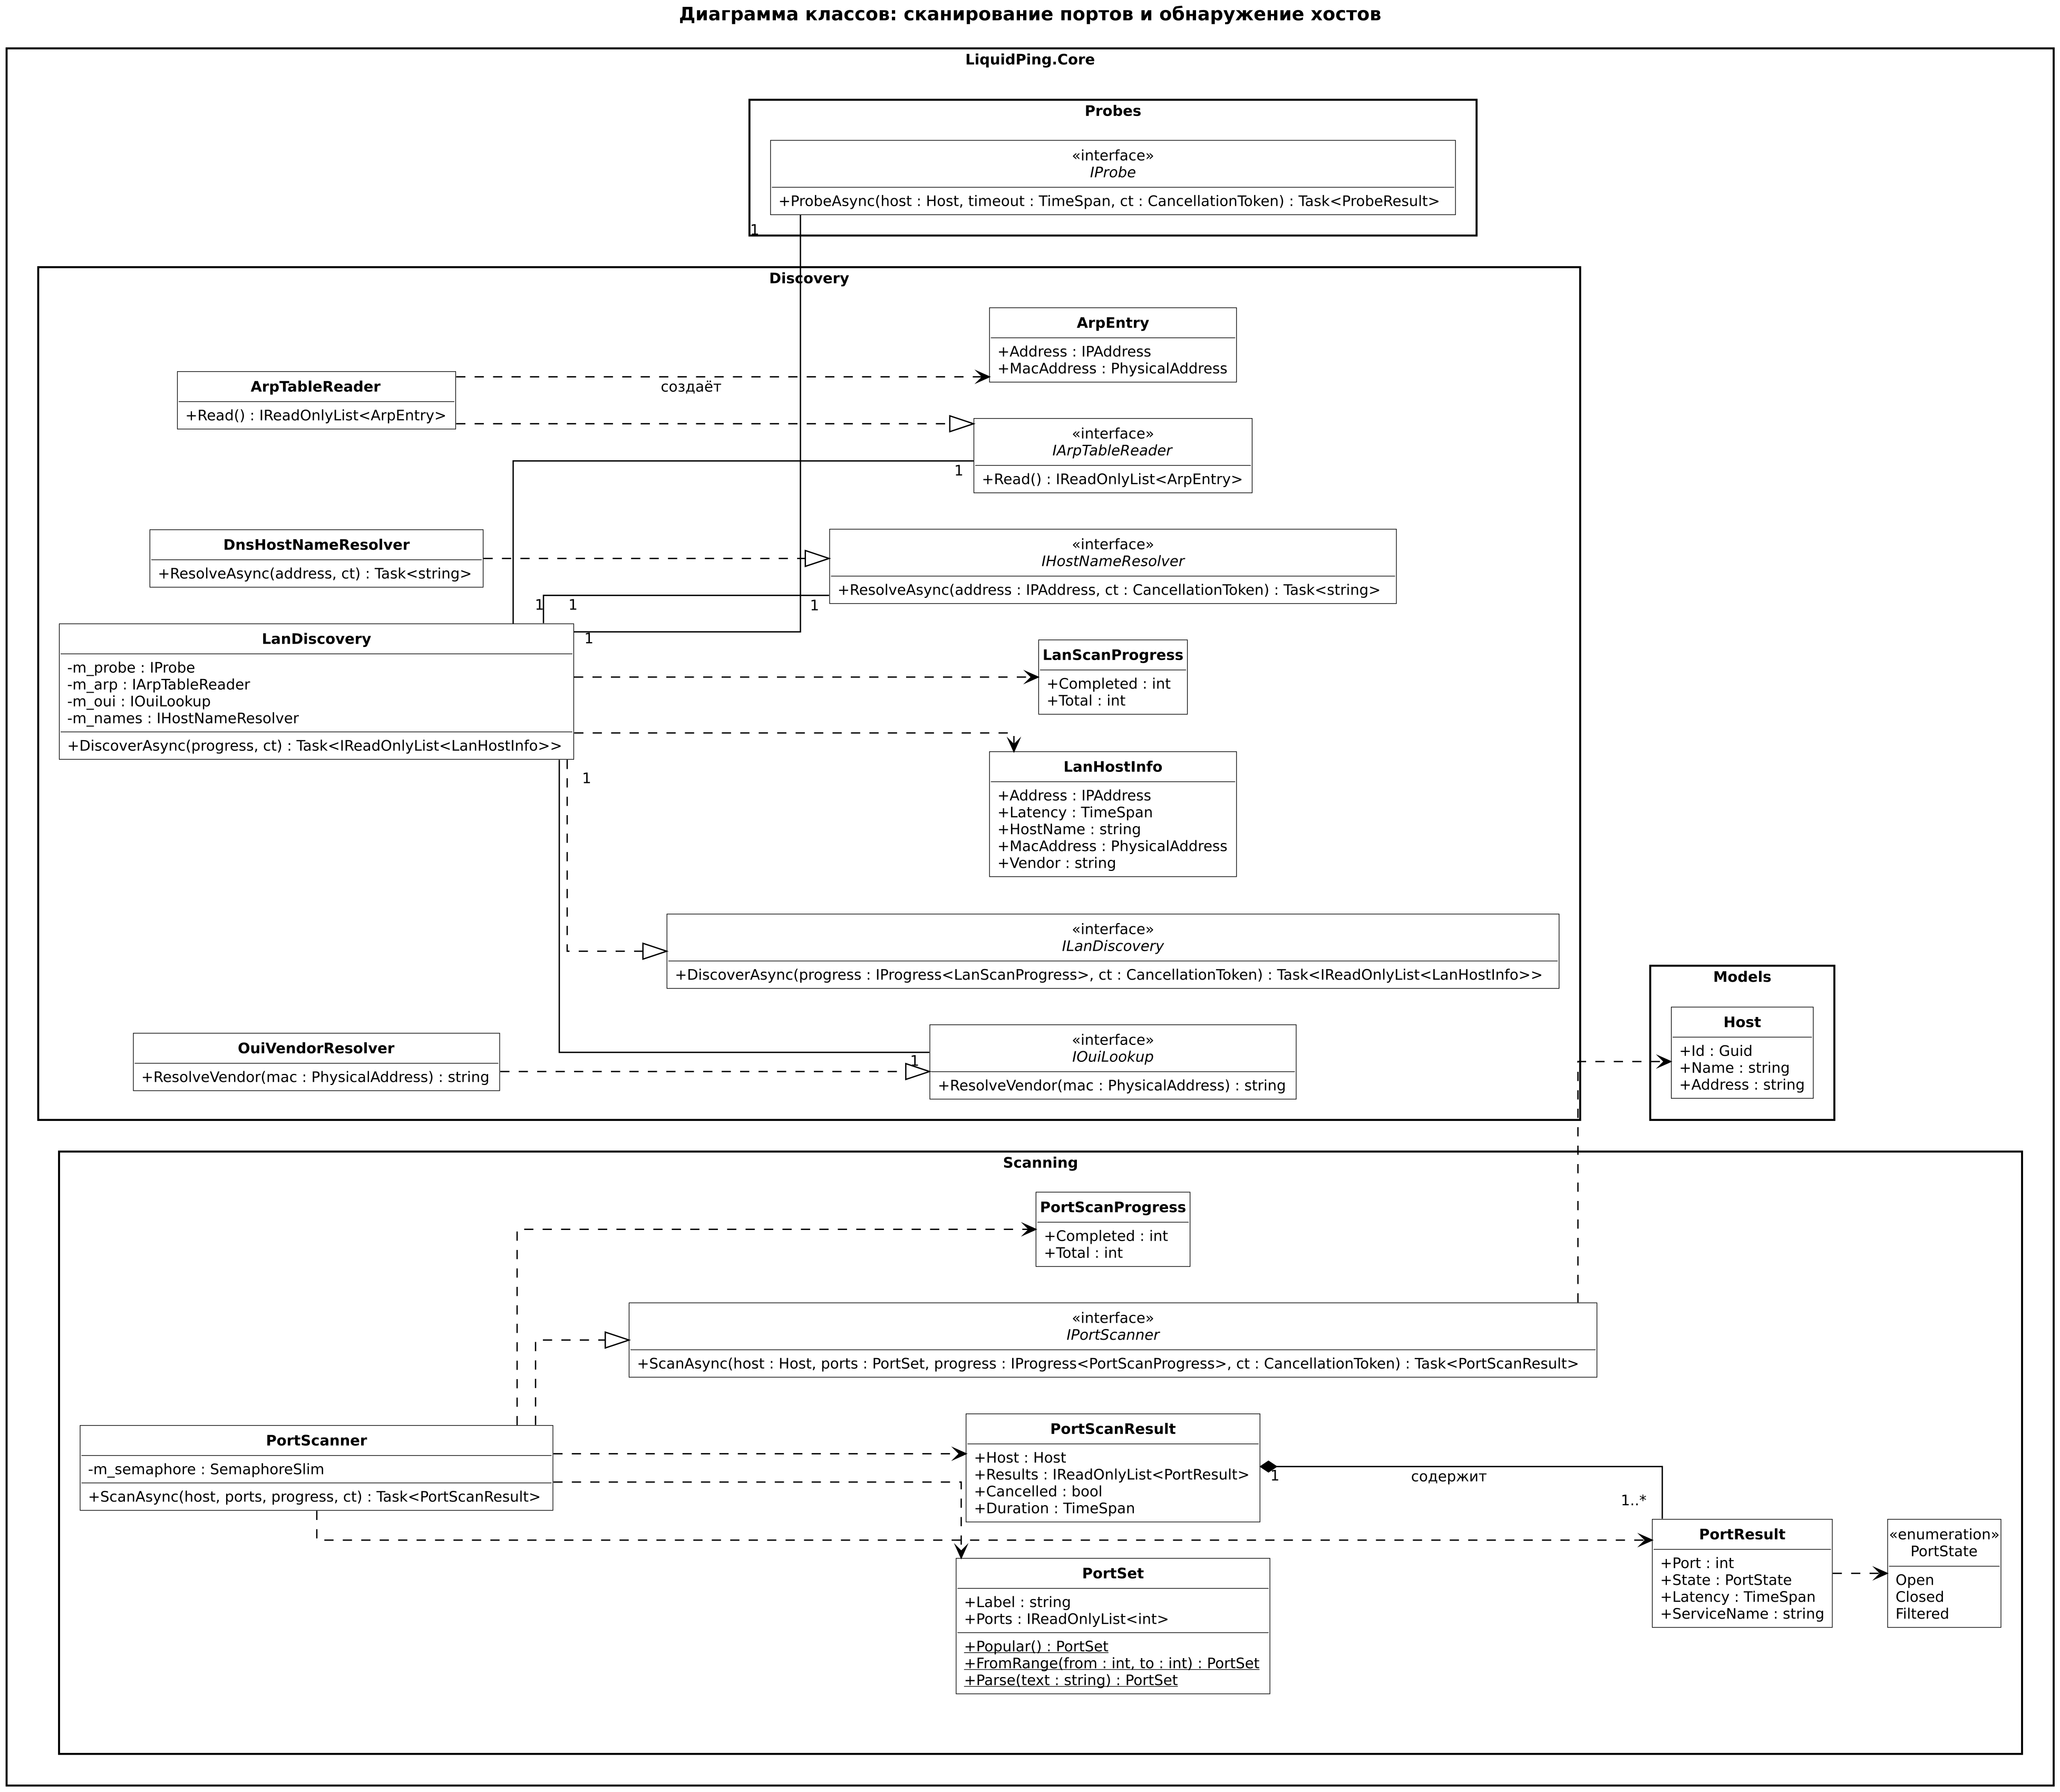 Диаграмма классов: сканирование портов и обнаружение хостов
LiquidPing.Core
Probes
«interface»
IProbe
+ProbeAsync(host : Host, timeout : TimeSpan, ct : CancellationToken) : Task<ProbeResult>
1
Discovery
ArpEntry
+Address : IPAddress
+MacAddress : PhysicalAddress
создаёт
ArpTableReader
+Read() : IReadOnlyList<ArpEntry>
«interface»
IArpTableReader
+Read() : IReadOnlyList<ArpEntry>
1
DnsHostNameResolver
+ResolveAsync(address, ct) : Task<string>
«interface»
IHostNameResolver
+ResolveAsync(address : IPAddress, ct : CancellationToken) : Task<string>
1
1
1
1
LanDiscovery
-m_probe : IProbe
-m_arp : IArpTableReader
-m_oui : IOuiLookup
-m_names : IHostNameResolver
+DiscoverAsync(progress, ct) : Task<IReadOnlyList<LanHostInfo>>
1
LanScanProgress
+Completed : int
+Total : int
LanHostInfo
+Address : IPAddress
+Latency : TimeSpan
+HostName : string
+MacAddress : PhysicalAddress
+Vendor : string
«interface»
ILanDiscovery
+DiscoverAsync(progress : IProgress<LanScanProgress>, ct : CancellationToken) : Task<IReadOnlyList<LanHostInfo>>
OuiVendorResolver
+ResolveVendor(mac : PhysicalAddress) : string
1
«interface»
IOuiLookup
+ResolveVendor(mac : PhysicalAddress) : string
Models
Host
+Id : Guid
+Name : string
+Address : string
Scanning
PortScanProgress
+Completed : int
+Total : int
«interface»
IPortScanner
+ScanAsync(host : Host, ports : PortSet, progress : IProgress<PortScanProgress>, ct : CancellationToken) : Task<PortScanResult>
PortScanner
-m_semaphore : SemaphoreSlim
+ScanAsync(host, ports, progress, ct) : Task<PortScanResult>
PortScanResult
+Host : Host
+Results : IReadOnlyList<PortResult>
+Cancelled : bool
+Duration : TimeSpan
1
содержит
1..*
PortResult
+Port : int
+State : PortState
+Latency : TimeSpan
+ServiceName : string
«enumeration»
PortState
Open
Closed
Filtered
PortSet
+Label : string
+Ports : IReadOnlyList<int>
+Popular() : PortSet
+FromRange(from : int, to : int) : PortSet
+Parse(text : string) : PortSet